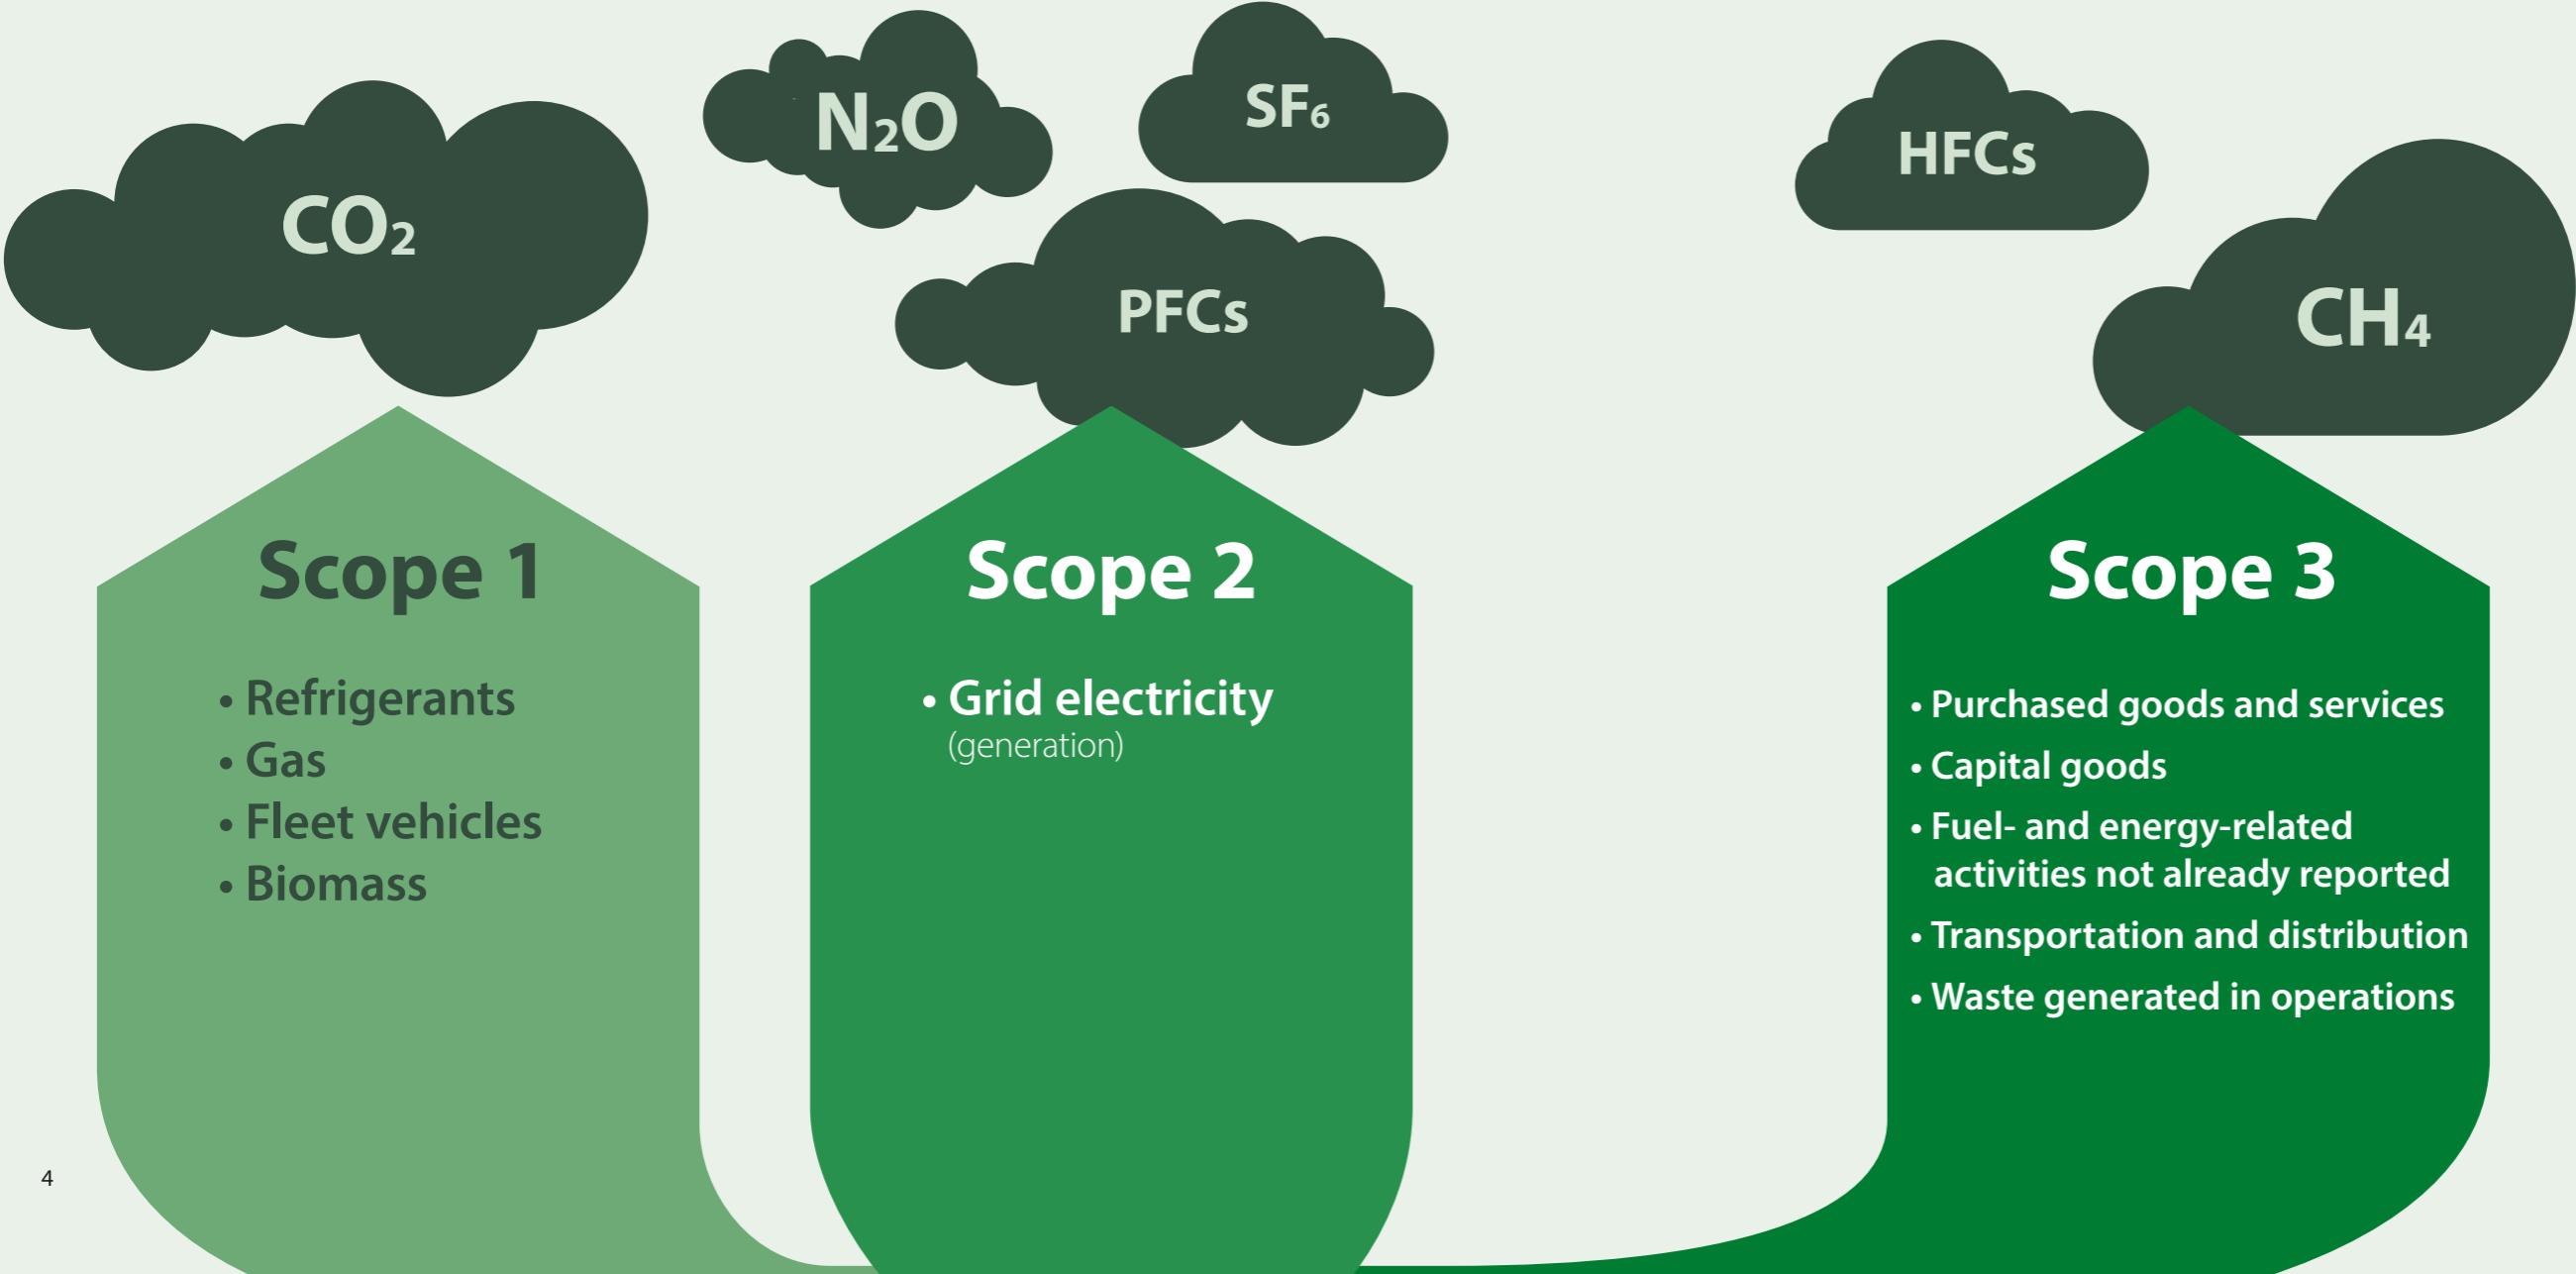 CO₂
N₂O
SF₆
PFCs
HFCs
CH₄
Scope 1
• Refrigerants
• Gas
• Fleet vehicles
• Biomass
Scope 2
• Grid electricity
(generation)
Scope 3
• Purchased goods and services
• Capital goods
• Fuel- and energy-related
activities not already reported
• Transportation and distribution
• Waste generated in operations
4